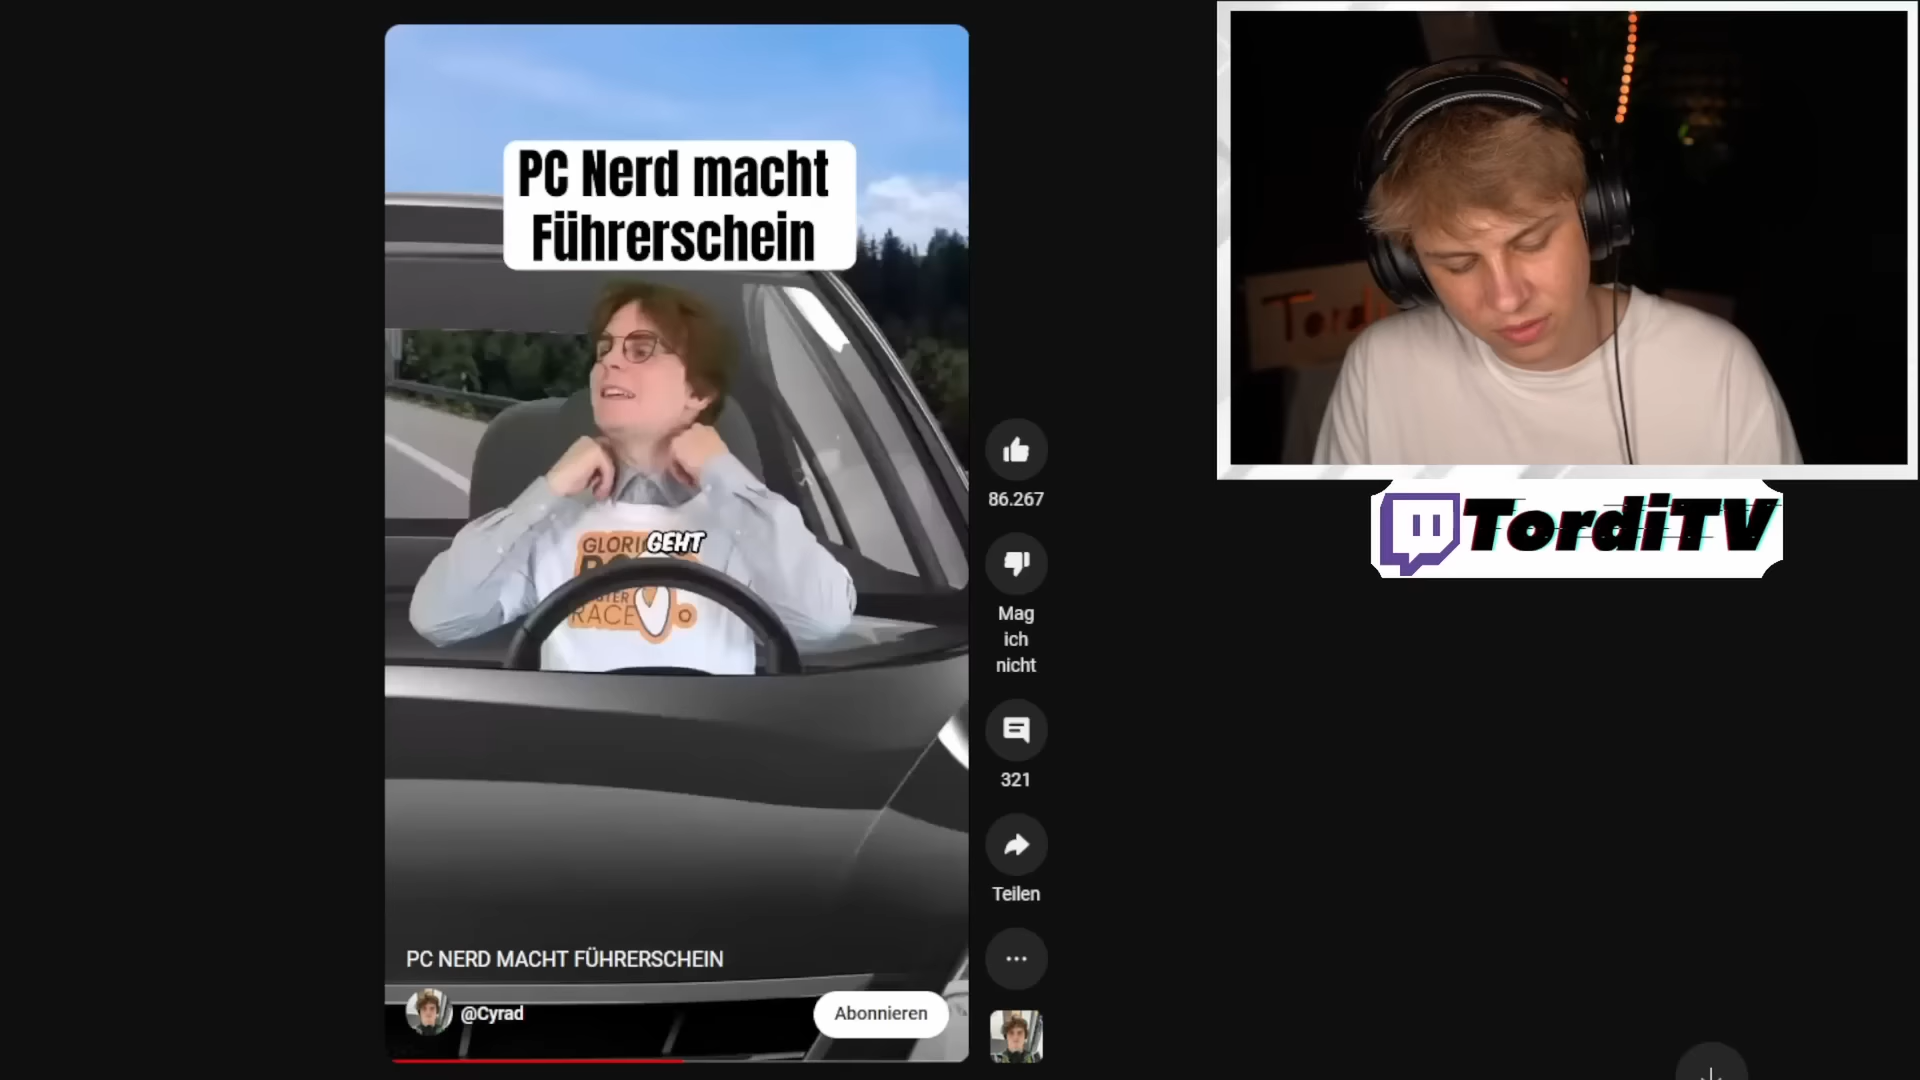 PC Nerd macht
Führerschein
GEHT
RACE
PC NERD MACHT FÜHRERSCHEIN
@Cyrad
Abonnieren
86.267
Mag
ich
nicht
321
Teilen
TordiTV